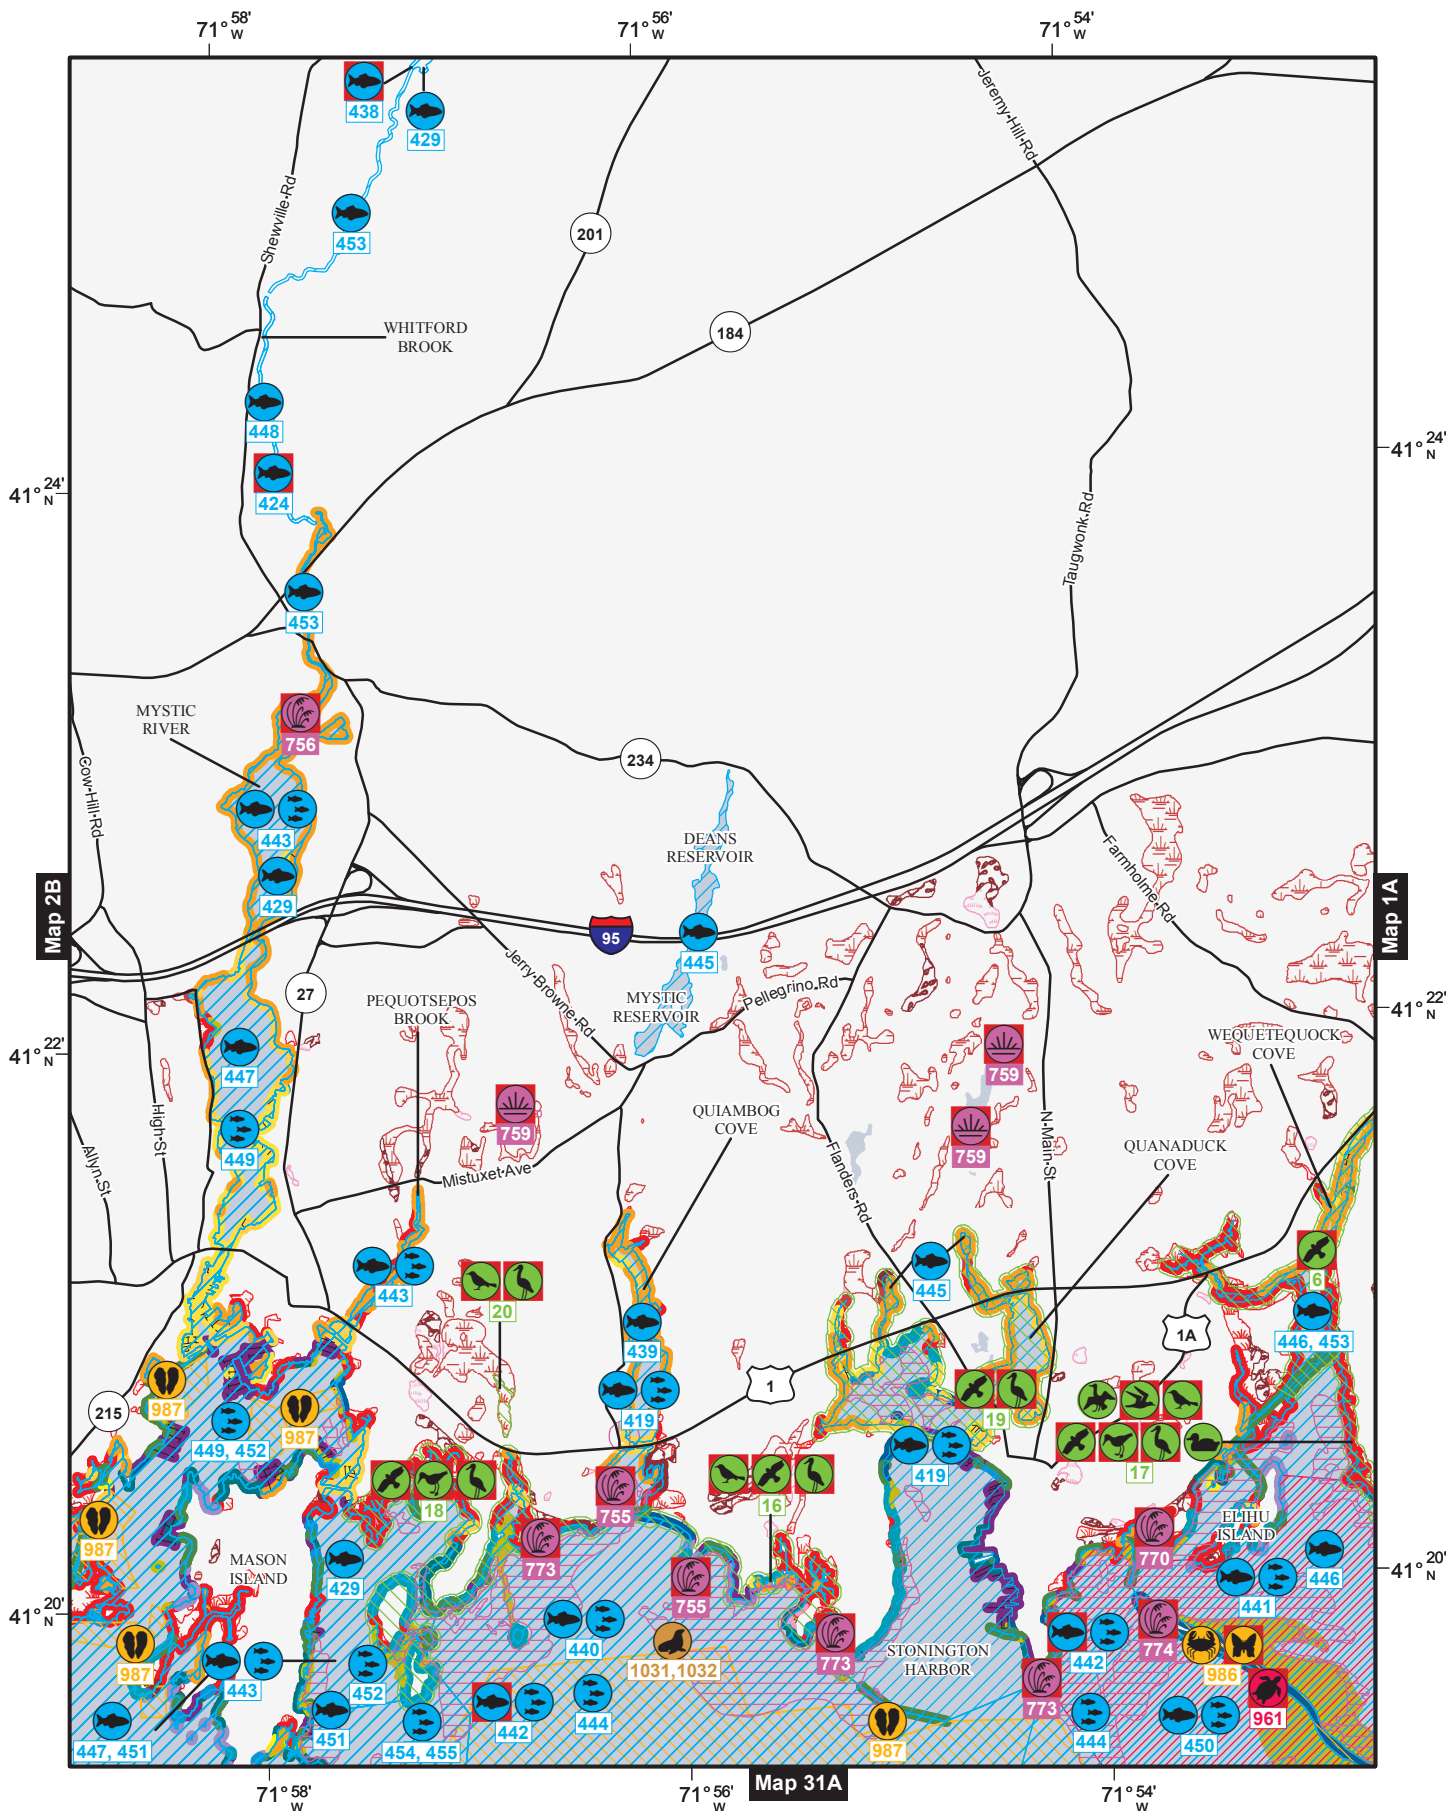 71° 58' W
71° 56' W
71° 54' W
438
429
Jeremy Hill Rd
Shewville Rd
453
201
184
WHITFORD
BROOK
448
41° 24' N
424
41° 24' N
Taugwonk Rd
453
MYSTIC
RIVER
756
234
Cow Hill Rd
443
DEANS
RESERVOIR
Farmholme Rd
429
Map 2B
Map 1A
95
445
Jerry Browne Rd
27
PEQUOTSEPOS
BROOK
MYSTIC
RESERVOIR
Pellegrino Rd
41° 22' N
WEQUETEQUOCK
COVE
41° 22' N
447
759
759
QUIAMBOG
COVE
High St
449
759
N Main St
QUANADUCK
COVE
Allyn St
Mistuxet Ave
Flanders Rd
443
20
445
6
446, 453
439
1A
1
987
215
419
19
449, 452
987
17
419
18
16
755
987
773
770
ELIHU
ISLAND
MASON
ISLAND
429
446
441
41° 20' N
755
41° 20' N
440
987
1031,1032
773
STONINGTON
HARBOR
442
774
986
443
452
773
961
447, 451
451
454, 455
442
444
987
444
450
Map 31A
71° 58' W
71° 56' W
71° 54' W